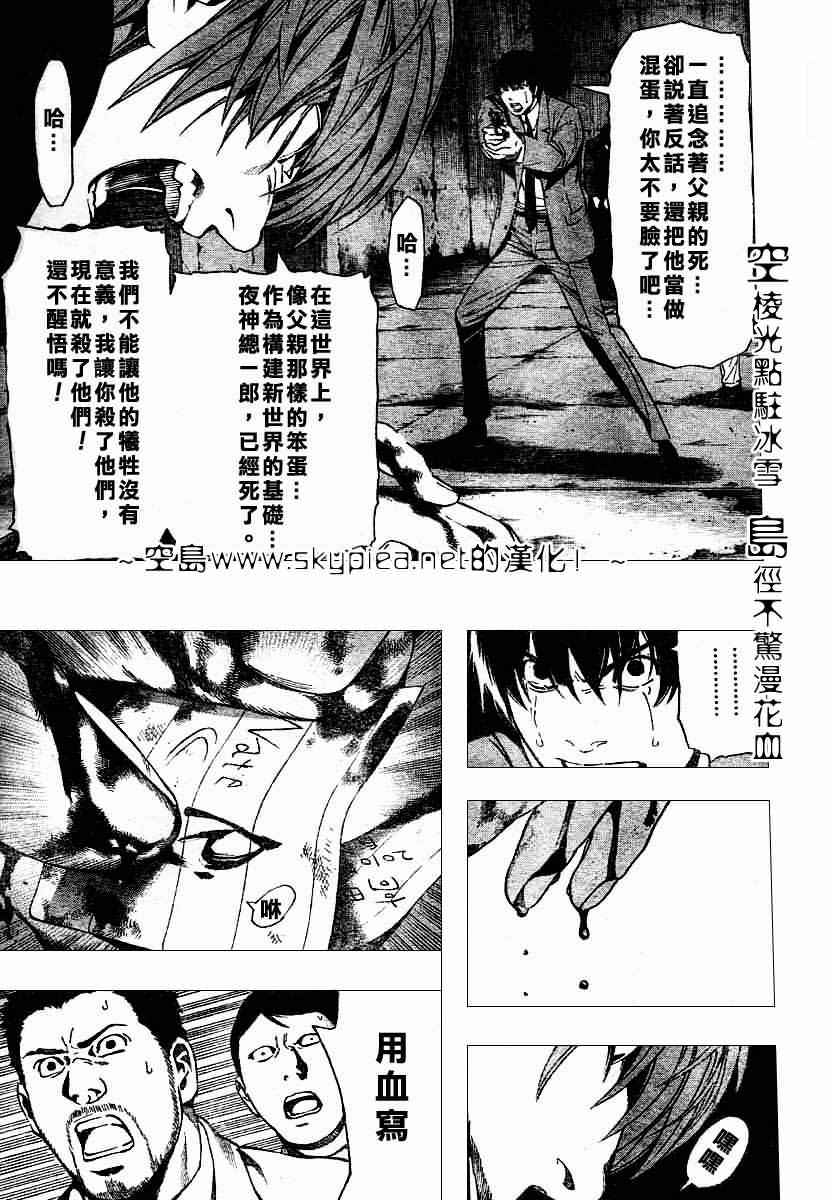 …………
一直追念著父親的死…
卻說著反話，還把他當做
混蛋，你太不要臉了吧…
哈…
哈…
在這世界上，
像父親那樣的笨蛋…
作為構建新世界的基礎…
夜神總一郎，已經死了。
我們不能讓他的犧牲沒有
意義，我讓你殺了他們，
現在就殺了他們！
還不醒悟嗎！
空棱光點駐冰雪 島徑不驚漫花血
~空島www.skypiea.net的漢化！~
…………
咻
嘿嘿
用血寫